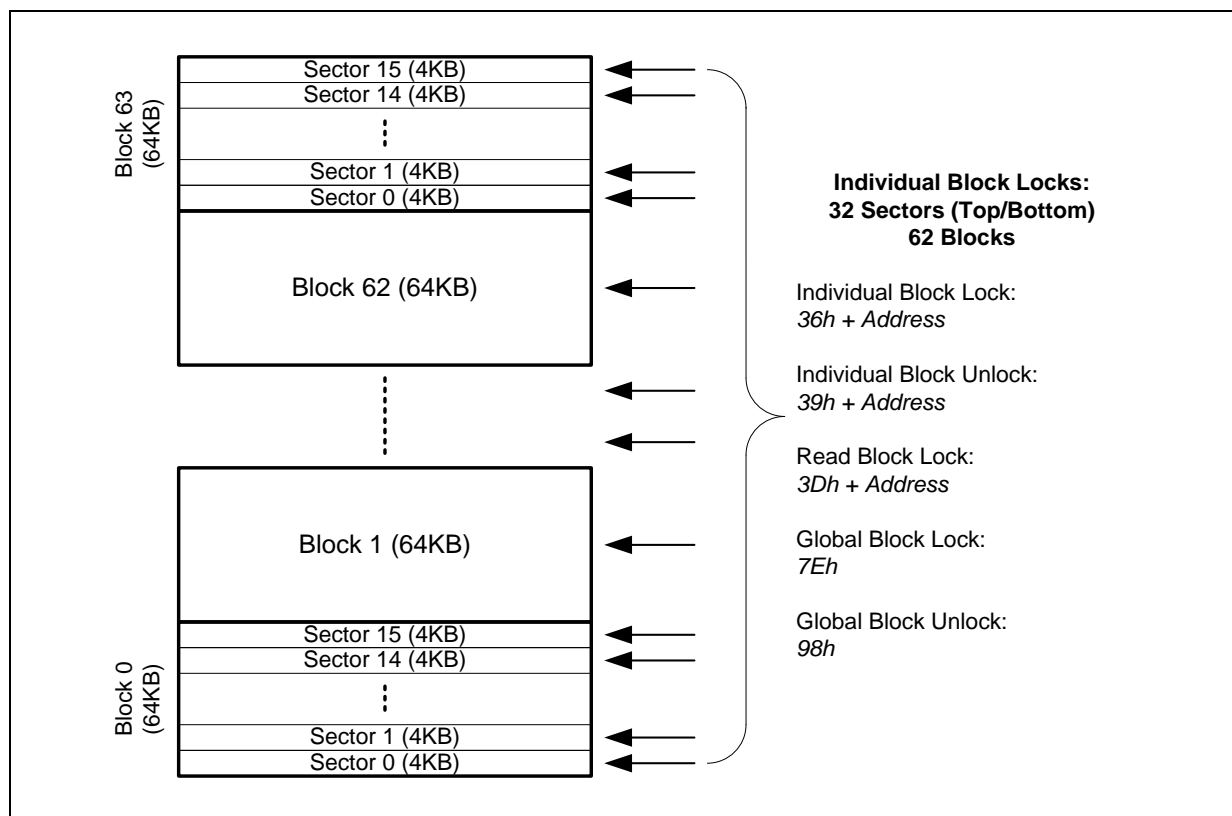 Block 63
(64KB)
Sector 15 (4KB)
Sector 14 (4KB)
Sector 1 (4KB)
Sector 0 (4KB)
Block 62 (64KB)
Block 1 (64KB)
Block 0
(64KB)
Sector 15 (4KB)
Sector 14 (4KB)
Sector 1 (4KB)
Sector 0 (4KB)
Individual Block Locks:
32 Sectors (Top/Bottom)
62 Blocks
Individual Block Lock:
36h + Address
Individual Block Unlock:
39h + Address
Read Block Lock:
3Dh + Address
Global Block Lock:
7Eh
Global Block Unlock:
98h